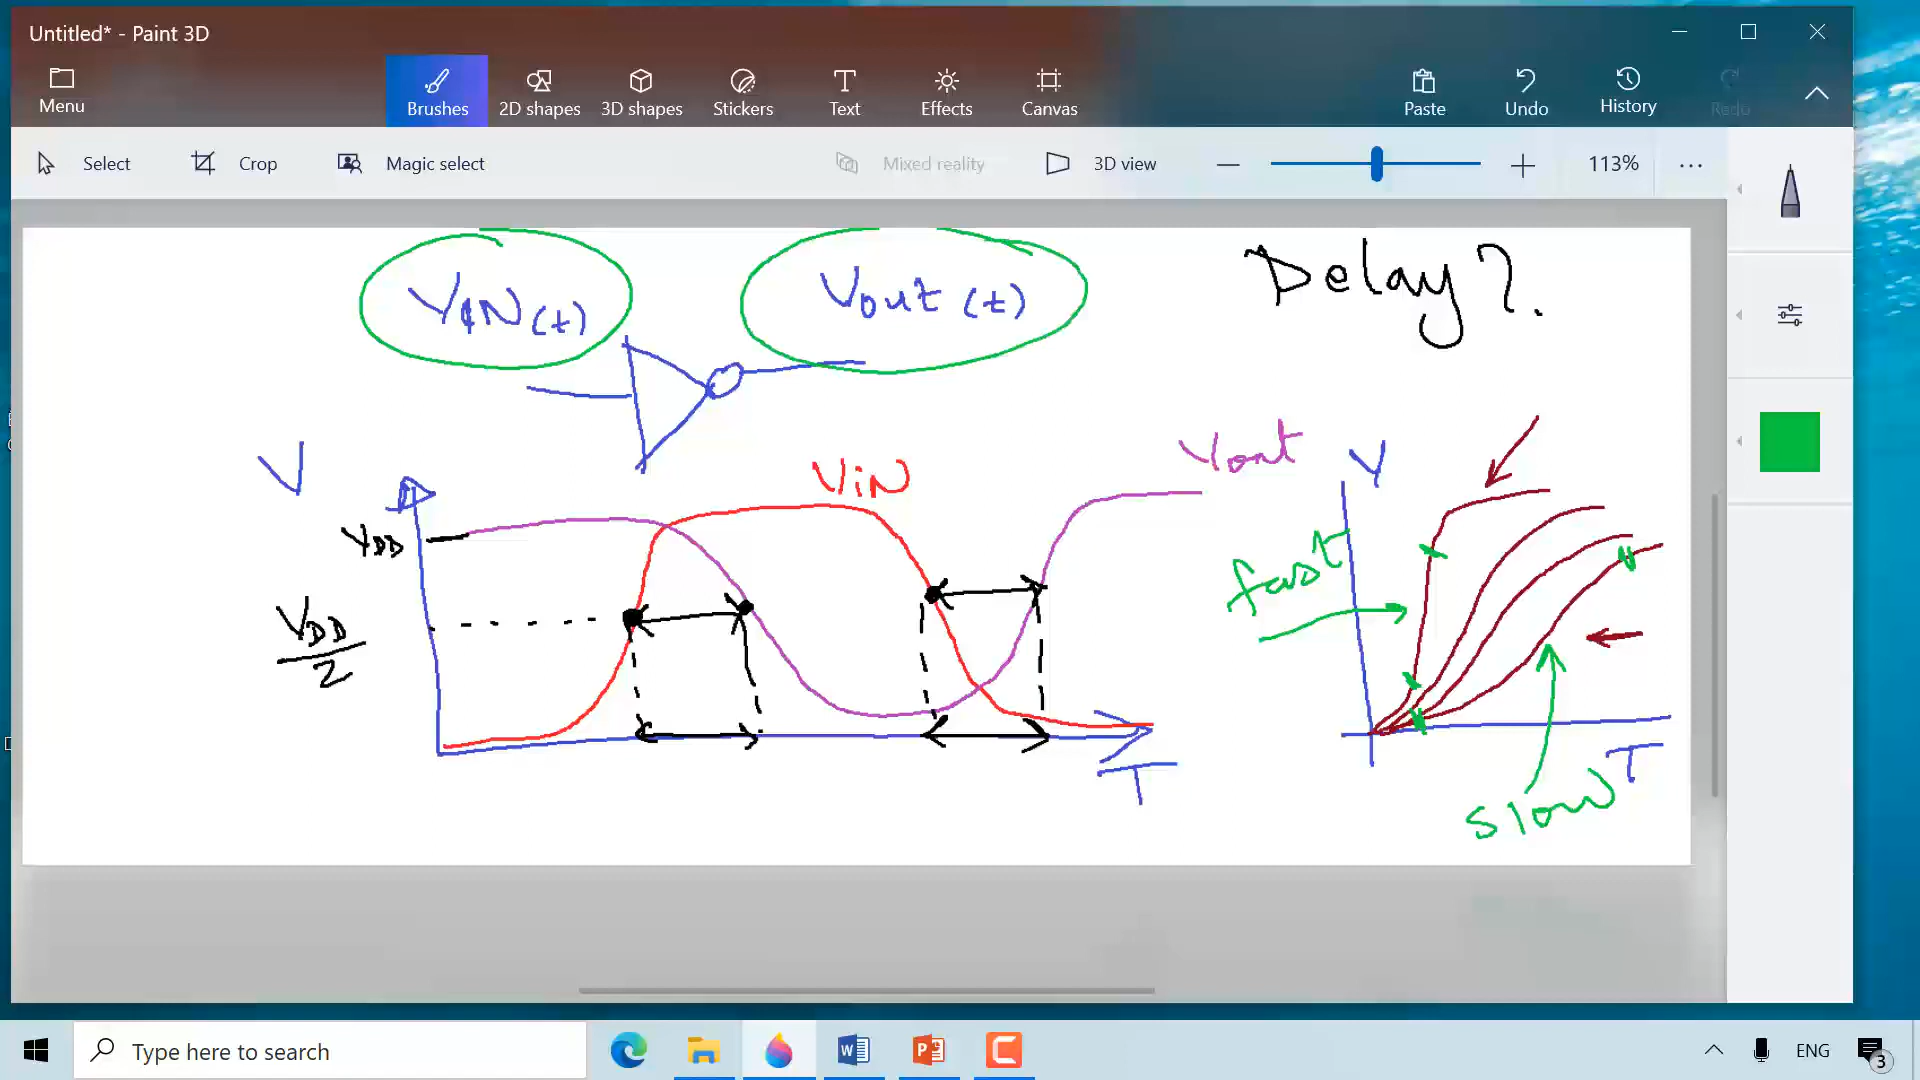 Untitled* - Paint 3D
Menu
Brushes
2D shapes
3D shapes
Stickers
Text
Effects
Canvas
Paste
Undo
History
Redo
Select
Crop
Magic select
Mixed reality
3D view
113%
VIN(t)
Vout(t)
Delay?
V
VDD
VDD
2
ViN
Vout
T
V
fast
slow
T
Type here to search
ENG
3